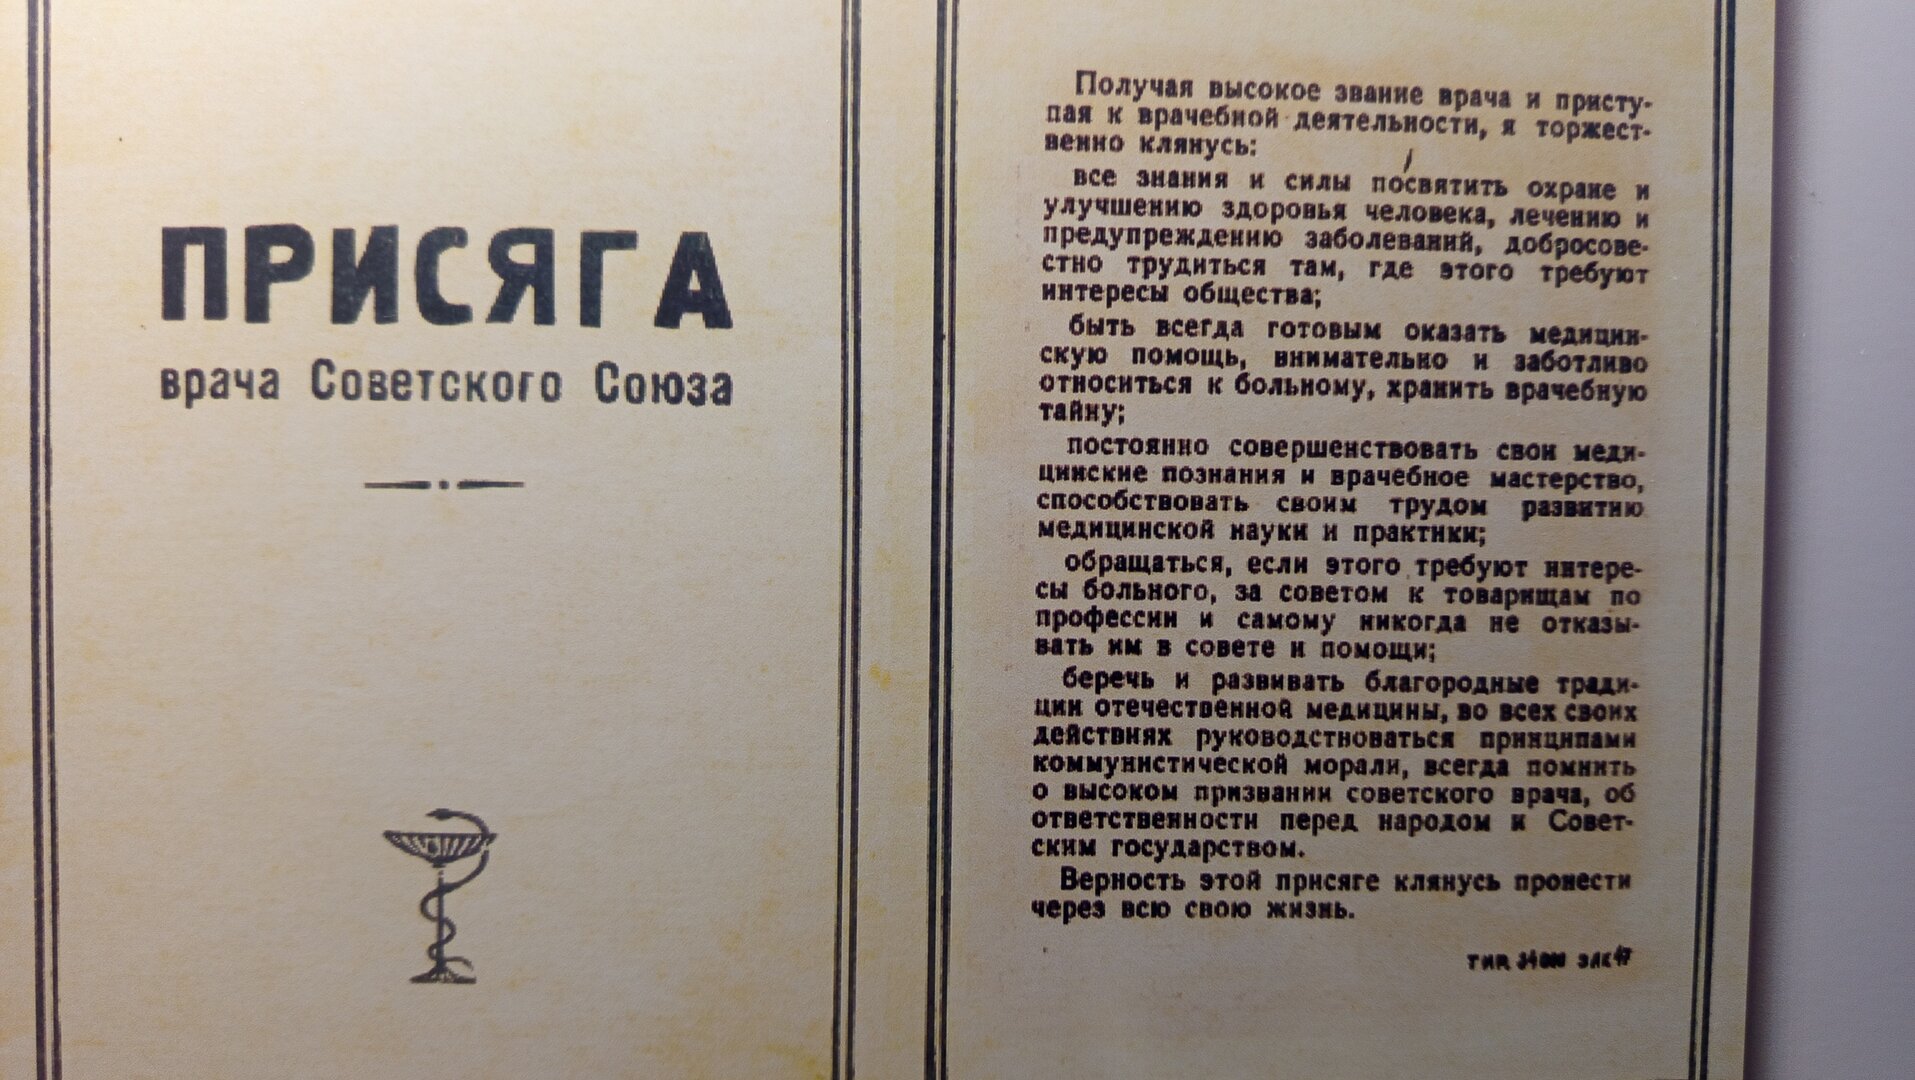 ПРИСЯГА
врача Советского Союза
Получая высокое звание врача и присту-
пая к врачебной деятельности, я торжест-
венно клянусь:
все знания и силы посвятить охране и
улучшению здоровья человека, лечению и
предупреждению заболеваний, добросове-
стно трудиться там, где этого требуют
интересы общества;
быть всегда готовым оказать медицин-
скую помощь, внимательно и заботливо
относиться к больному, хранить врачебную
тайну;
постоянно совершенствовать свои меди-
цинские познания и врачебное мастерство,
способствовать своим трудом развитию
медицинской науки и практики;
обращаться, если этого требуют интере-
сы больного, за советом к товарищам по
профессии и самому никогда не отказы-
вать им в совете и помощи;
беречь и развивать благородные тради-
ции отечественной медицины, во всех своих
действиях руководстноваться принципами
коммунистической морали, всегда помнить
о высоком призвании советского врача, об
ответственности перед народом и Совет-
ским государством.
Верность этой присяге клянусь пронести
через всю свою жизнь.
тип зак